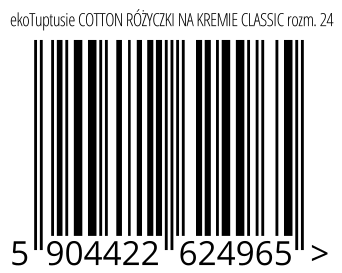 ekoTuptusie COTTON RÓŻYCZKI NA KREMIE CLASSIC rozm. 24
5 904422 624965 >